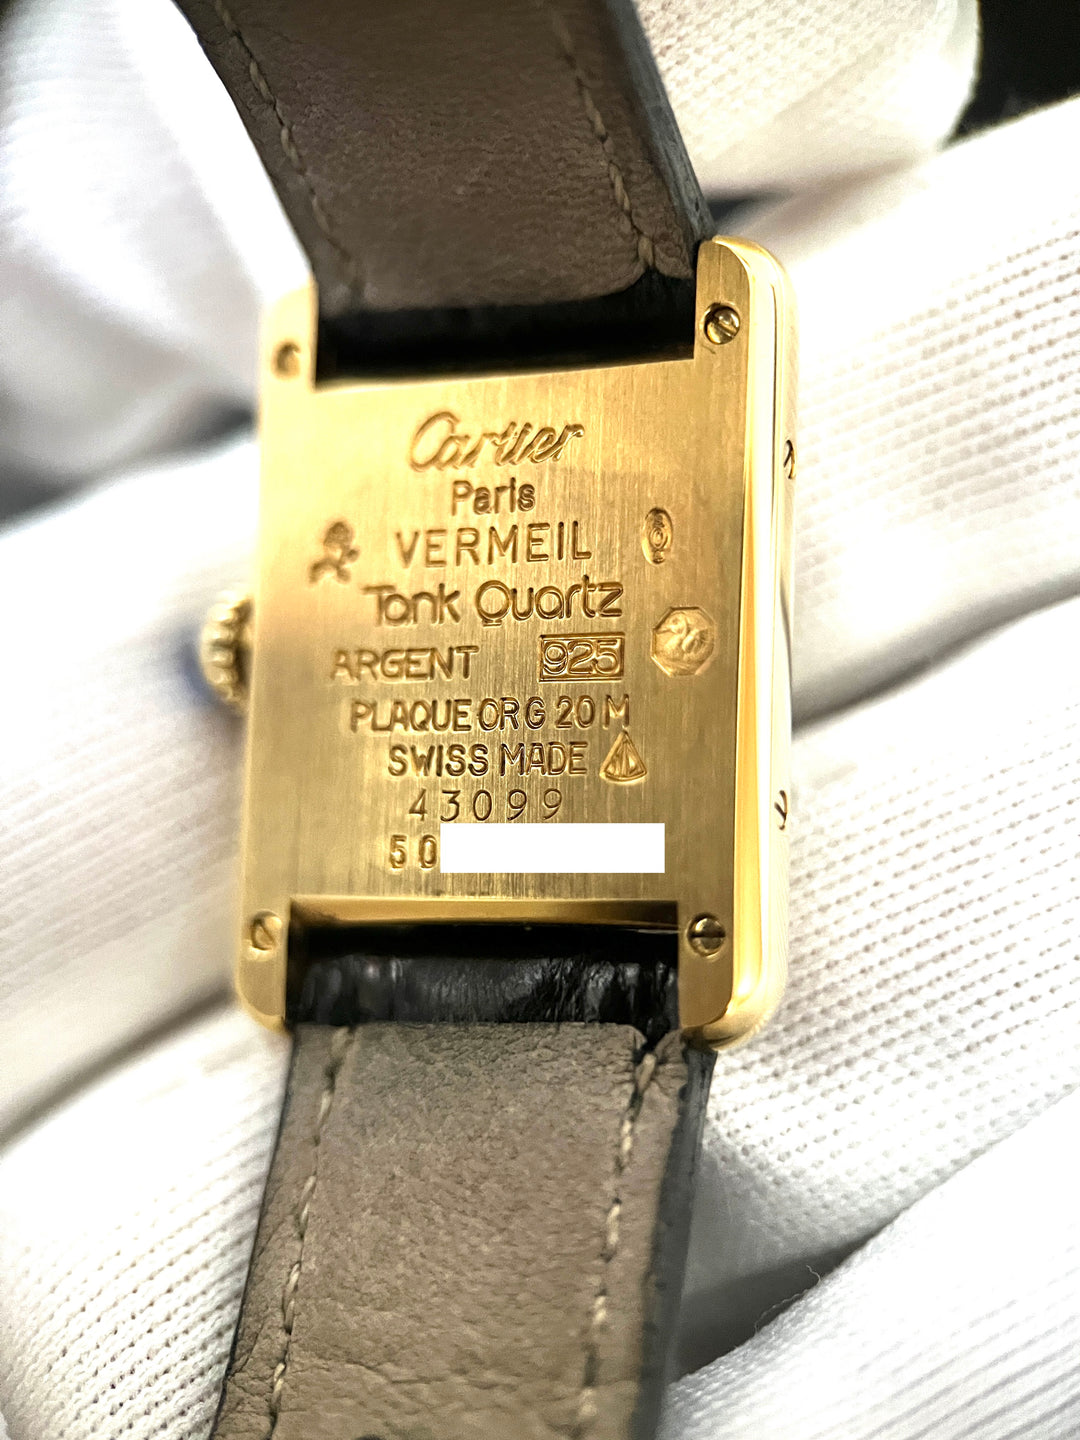 Cartier
Paris
VERMEIL
Tank Quartz
ARGENT 925
PLAQUE OR G 20 M
SWISS MADE
43099
50